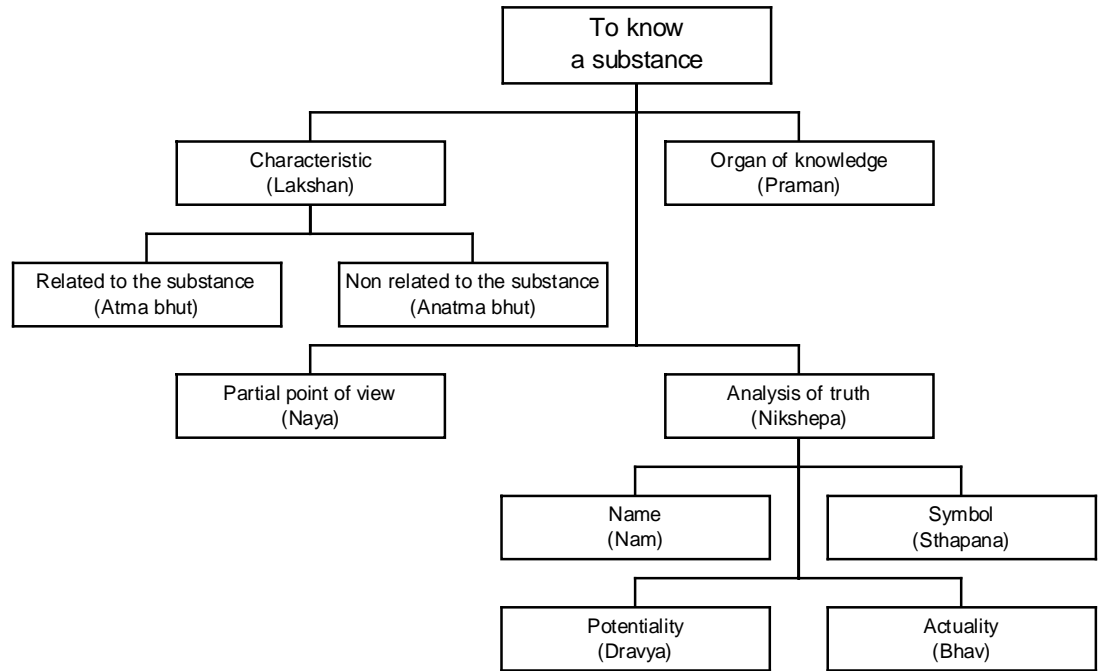 To know
a substance
Characteristic
(Lakshan)
Organ of knowledge
(Praman)
Related to the substance
(Atma bhut)
Non related to the substance
(Anatma bhut)
Partial point of view
(Naya)
Analysis of truth
(Nikshepa)
Name
(Nam)
Symbol
(Sthapana)
Potentiality
(Dravya)
Actuality
(Bhav)